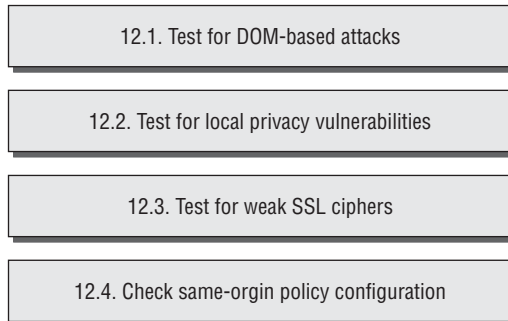 12.1. Test for DOM-based attacks
12.2. Test for local privacy vulnerabilities
12.3. Test for weak SSL ciphers
12.4. Check same-orgin policy configuration